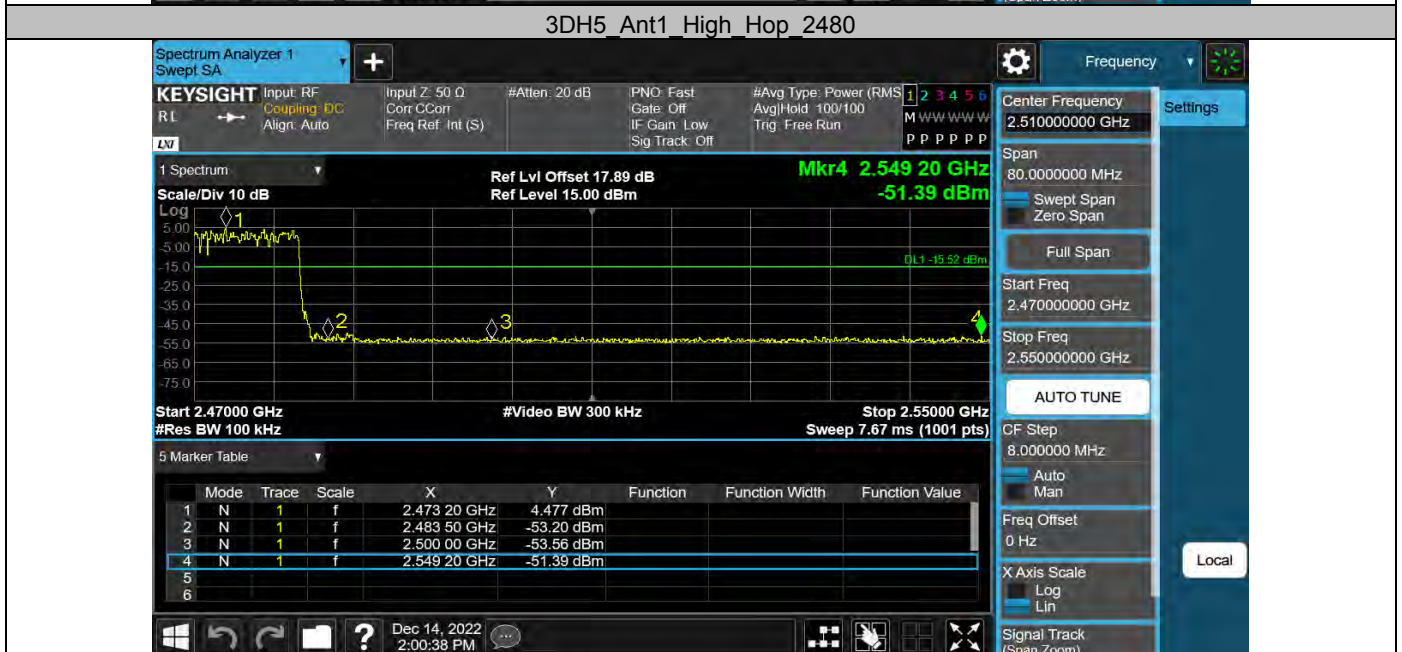 (Span Zoom)
3DH5_Ant1_High_Hop_2480
Spectrum Analyzer 1
Swept SA
Frequency
KEYSIGHT
RL
LXI
Input: RF
Coupling: DC
Align: Auto
Input Z: 50 Ω
Corr CCorr
Freq Ref: Int (S)
#Atten: 20 dB
PNO: Fast
Gate: Off
IF Gain: Low
Sig Track: Off
#Avg Type: Power (RMS
Avg|Hold: 100/100
Trig: Free Run
1 2 3 4 5 6
M W W W W W
P P P P P P
1 Spectrum
Scale/Div 10 dB
Ref Lvl Offset 17.89 dB
Ref Level 15.00 dBm
Mkr4 2.549 20 GHz
-51.39 dBm
Log
5.00
-5.00
-15.0
-25.0
-35.0
-45.0
-55.0
-65.0
-75.0
1
2
3
4
DL1 -15.52 dBm
Start 2.47000 GHz
#Res BW 100 kHz
#Video BW 300 kHz
Stop 2.55000 GHz
Sweep 7.67 ms (1001 pts)
5 Marker Table
Mode Trace Scale X Y Function Function Width Function Value
1 N 1 f 2.473 20 GHz 4.477 dBm
2 N 1 f 2.483 50 GHz -53.20 dBm
3 N 1 f 2.500 00 GHz -53.56 dBm
4 N 1 f 2.549 20 GHz -51.39 dBm
5
6
?
Dec 14, 2022
2:00:38 PM
Center Frequency
2.510000000 GHz
Settings
Span
80.0000000 MHz
Swept Span
Zero Span
Full Span
Start Freq
2.470000000 GHz
Stop Freq
2.550000000 GHz
AUTO TUNE
CF Step
8.000000 MHz
Auto
Man
Freq Offset
0 Hz
Local
X Axis Scale
Log
Lin
Signal Track
(Span Zoom)